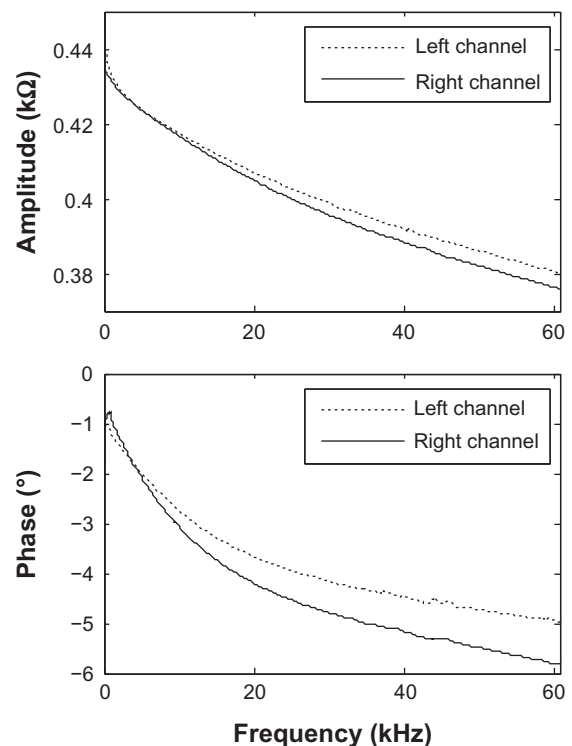 Amplitude (kΩ)
0.44
0.42
0.4
0.38
Left channel
Right channel
0
20
40
60
Phase (°)
0
−1
−2
−3
−4
−5
−6
Left channel
Right channel
0
20
40
60
Frequency (kHz)